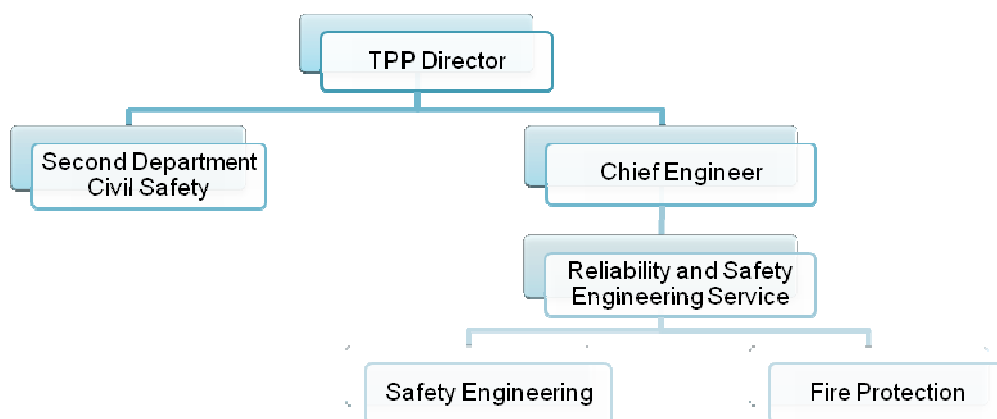 TPP Director
Second Department
Civil Safety
Chief Engineer
Reliability and Safety
Engineering Service
Safety Engineering
Fire Protection